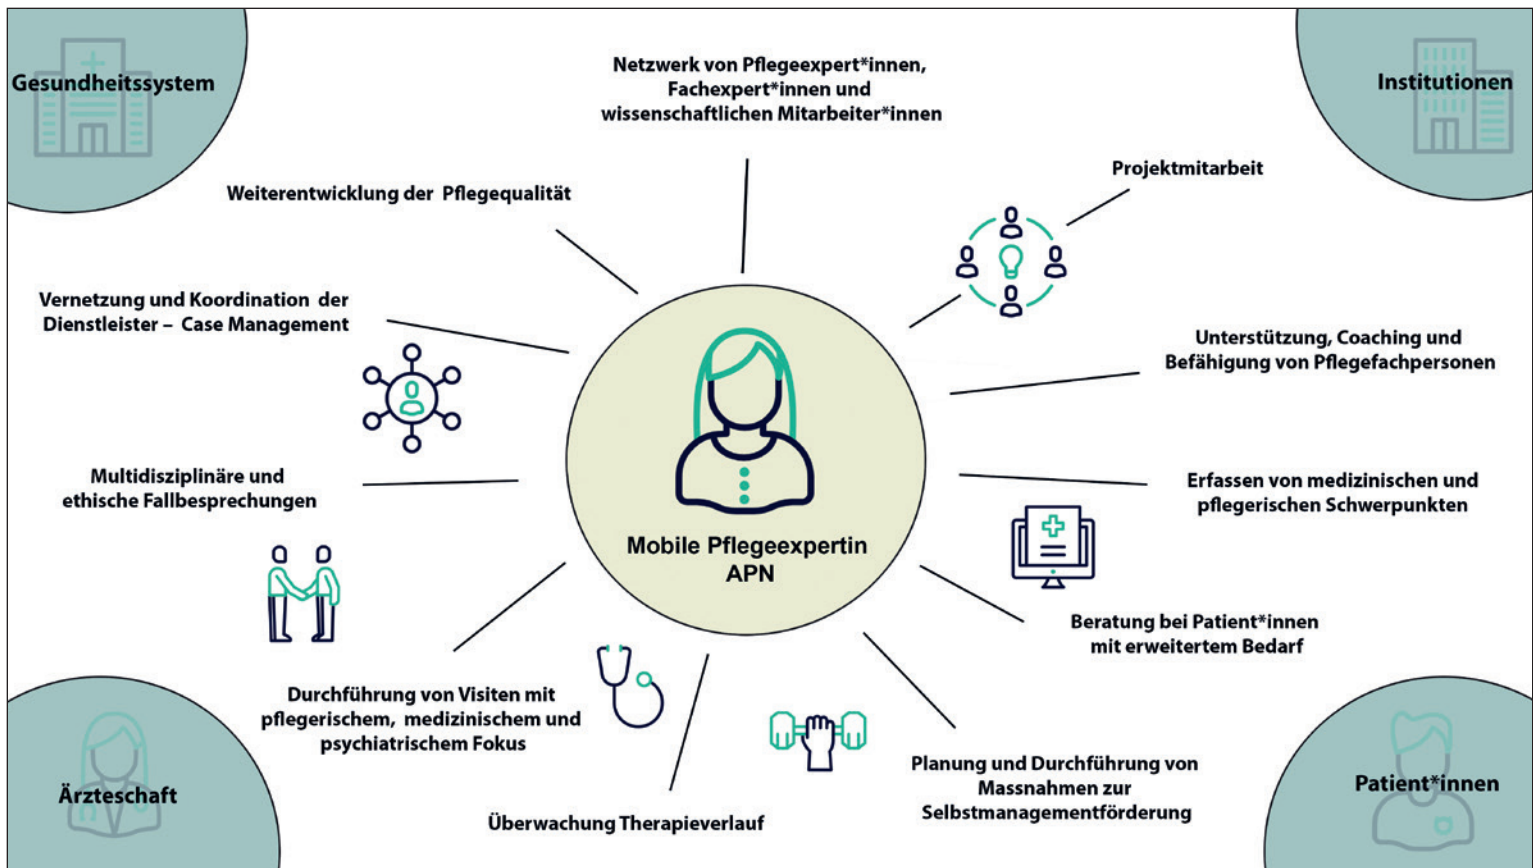 Gesundheitssystem
Netzwerk von Pflegeexpert*innen,
Fachexpert*innen und
wissenschaftlichen Mitarbeiter*innen
Institutionen
Projektmitarbeit
Weiterentwicklung der Pflegequalität
Vernetzung und Koordination der
Dienstleister – Case Management
Unterstützung, Coaching und
Befähigung von Pflegefachpersonen
Multidisziplinäre und
ethische Fallbesprechungen
Erfassen von medizinischen und
pflegerischen Schwerpunkten
Mobile Pflegeexpertin
APN
Beratung bei Patient*innen
mit erweitertem Bedarf
Durchführung von Visiten mit
pflegerischem, medizinischem und
psychiatrischem Fokus
Planung und Durchführung von
Massnahmen zur
Selbstmanagementförderung
Überwachung Therapieverlauf
Ärzteschaft
Patient*innen